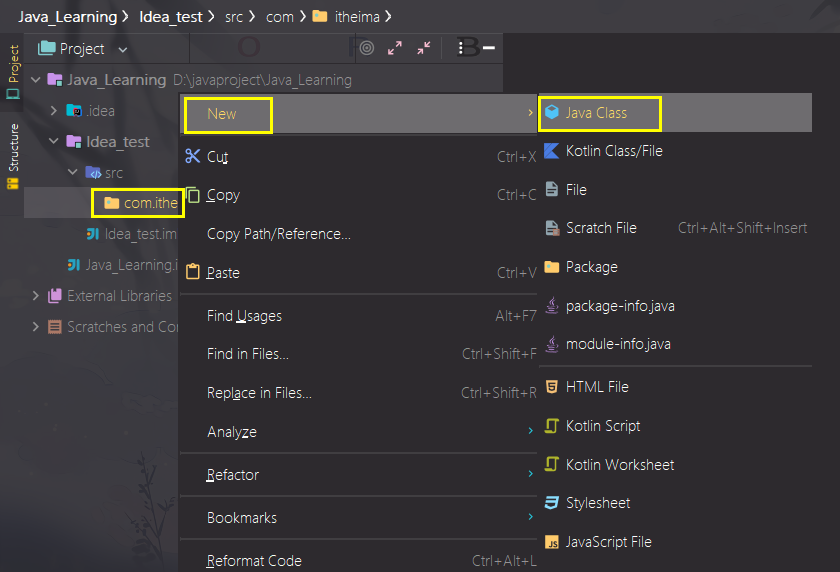 Java_Learning Idea_test src com itheima
Project
Project
Structure
Java_Learning D:\javaproject\Java_Learning
.idea
Idea_test
src
com.ithe
Idea_test.im
Java_Learning.i
External Libraries
Scratches and Co
New
Cut Ctrl+X
Copy Ctrl+C
Copy Path/Reference...
Paste Ctrl+V
Find Usages Alt+F7
Find in Files... Ctrl+Shift+F
Replace in Files... Ctrl+Shift+R
Analyze
Refactor
Bookmarks
Reformat Code Ctrl+Alt+L
Java Class
Kotlin Class/File
File
Scratch File Ctrl+Alt+Shift+Insert
Package
package-info.java
module-info.java
HTML File
Kotlin Script
Kotlin Worksheet
Stylesheet
JavaScript File